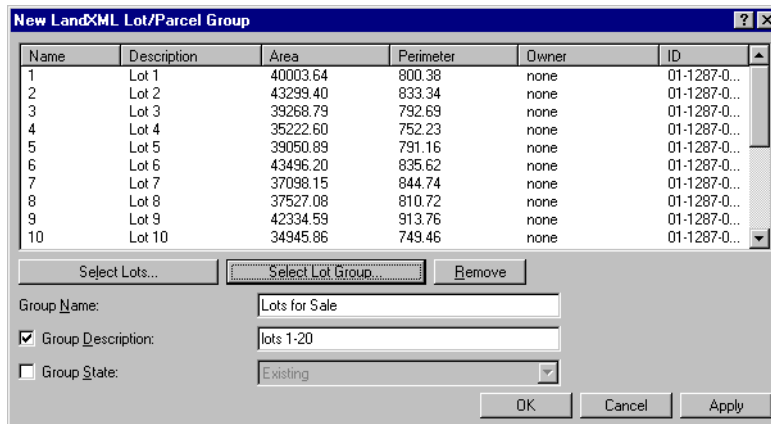 New LandXML Lot/Parcel Group
Name Description Area Perimeter Owner ID
1 Lot 1 40003.64 800.38 none 01-1287-0...
2 Lot 2 43299.40 833.34 none 01-1287-0...
3 Lot 3 39268.79 792.69 none 01-1287-0...
4 Lot 4 35222.60 752.23 none 01-1287-0...
5 Lot 5 39050.89 791.16 none 01-1287-0...
6 Lot 6 43496.20 835.62 none 01-1287-0...
7 Lot 7 37098.15 844.74 none 01-1287-0...
8 Lot 8 37527.08 810.72 none 01-1287-0...
9 Lot 9 42334.59 913.76 none 01-1287-0...
10 Lot 10 34945.86 749.46 none 01-1287-0...
Select Lots... Select Lot Group... Remove
Group Name: Lots for Sale
Group Description: lots 1-20
Group State: Existing
OK Cancel Apply